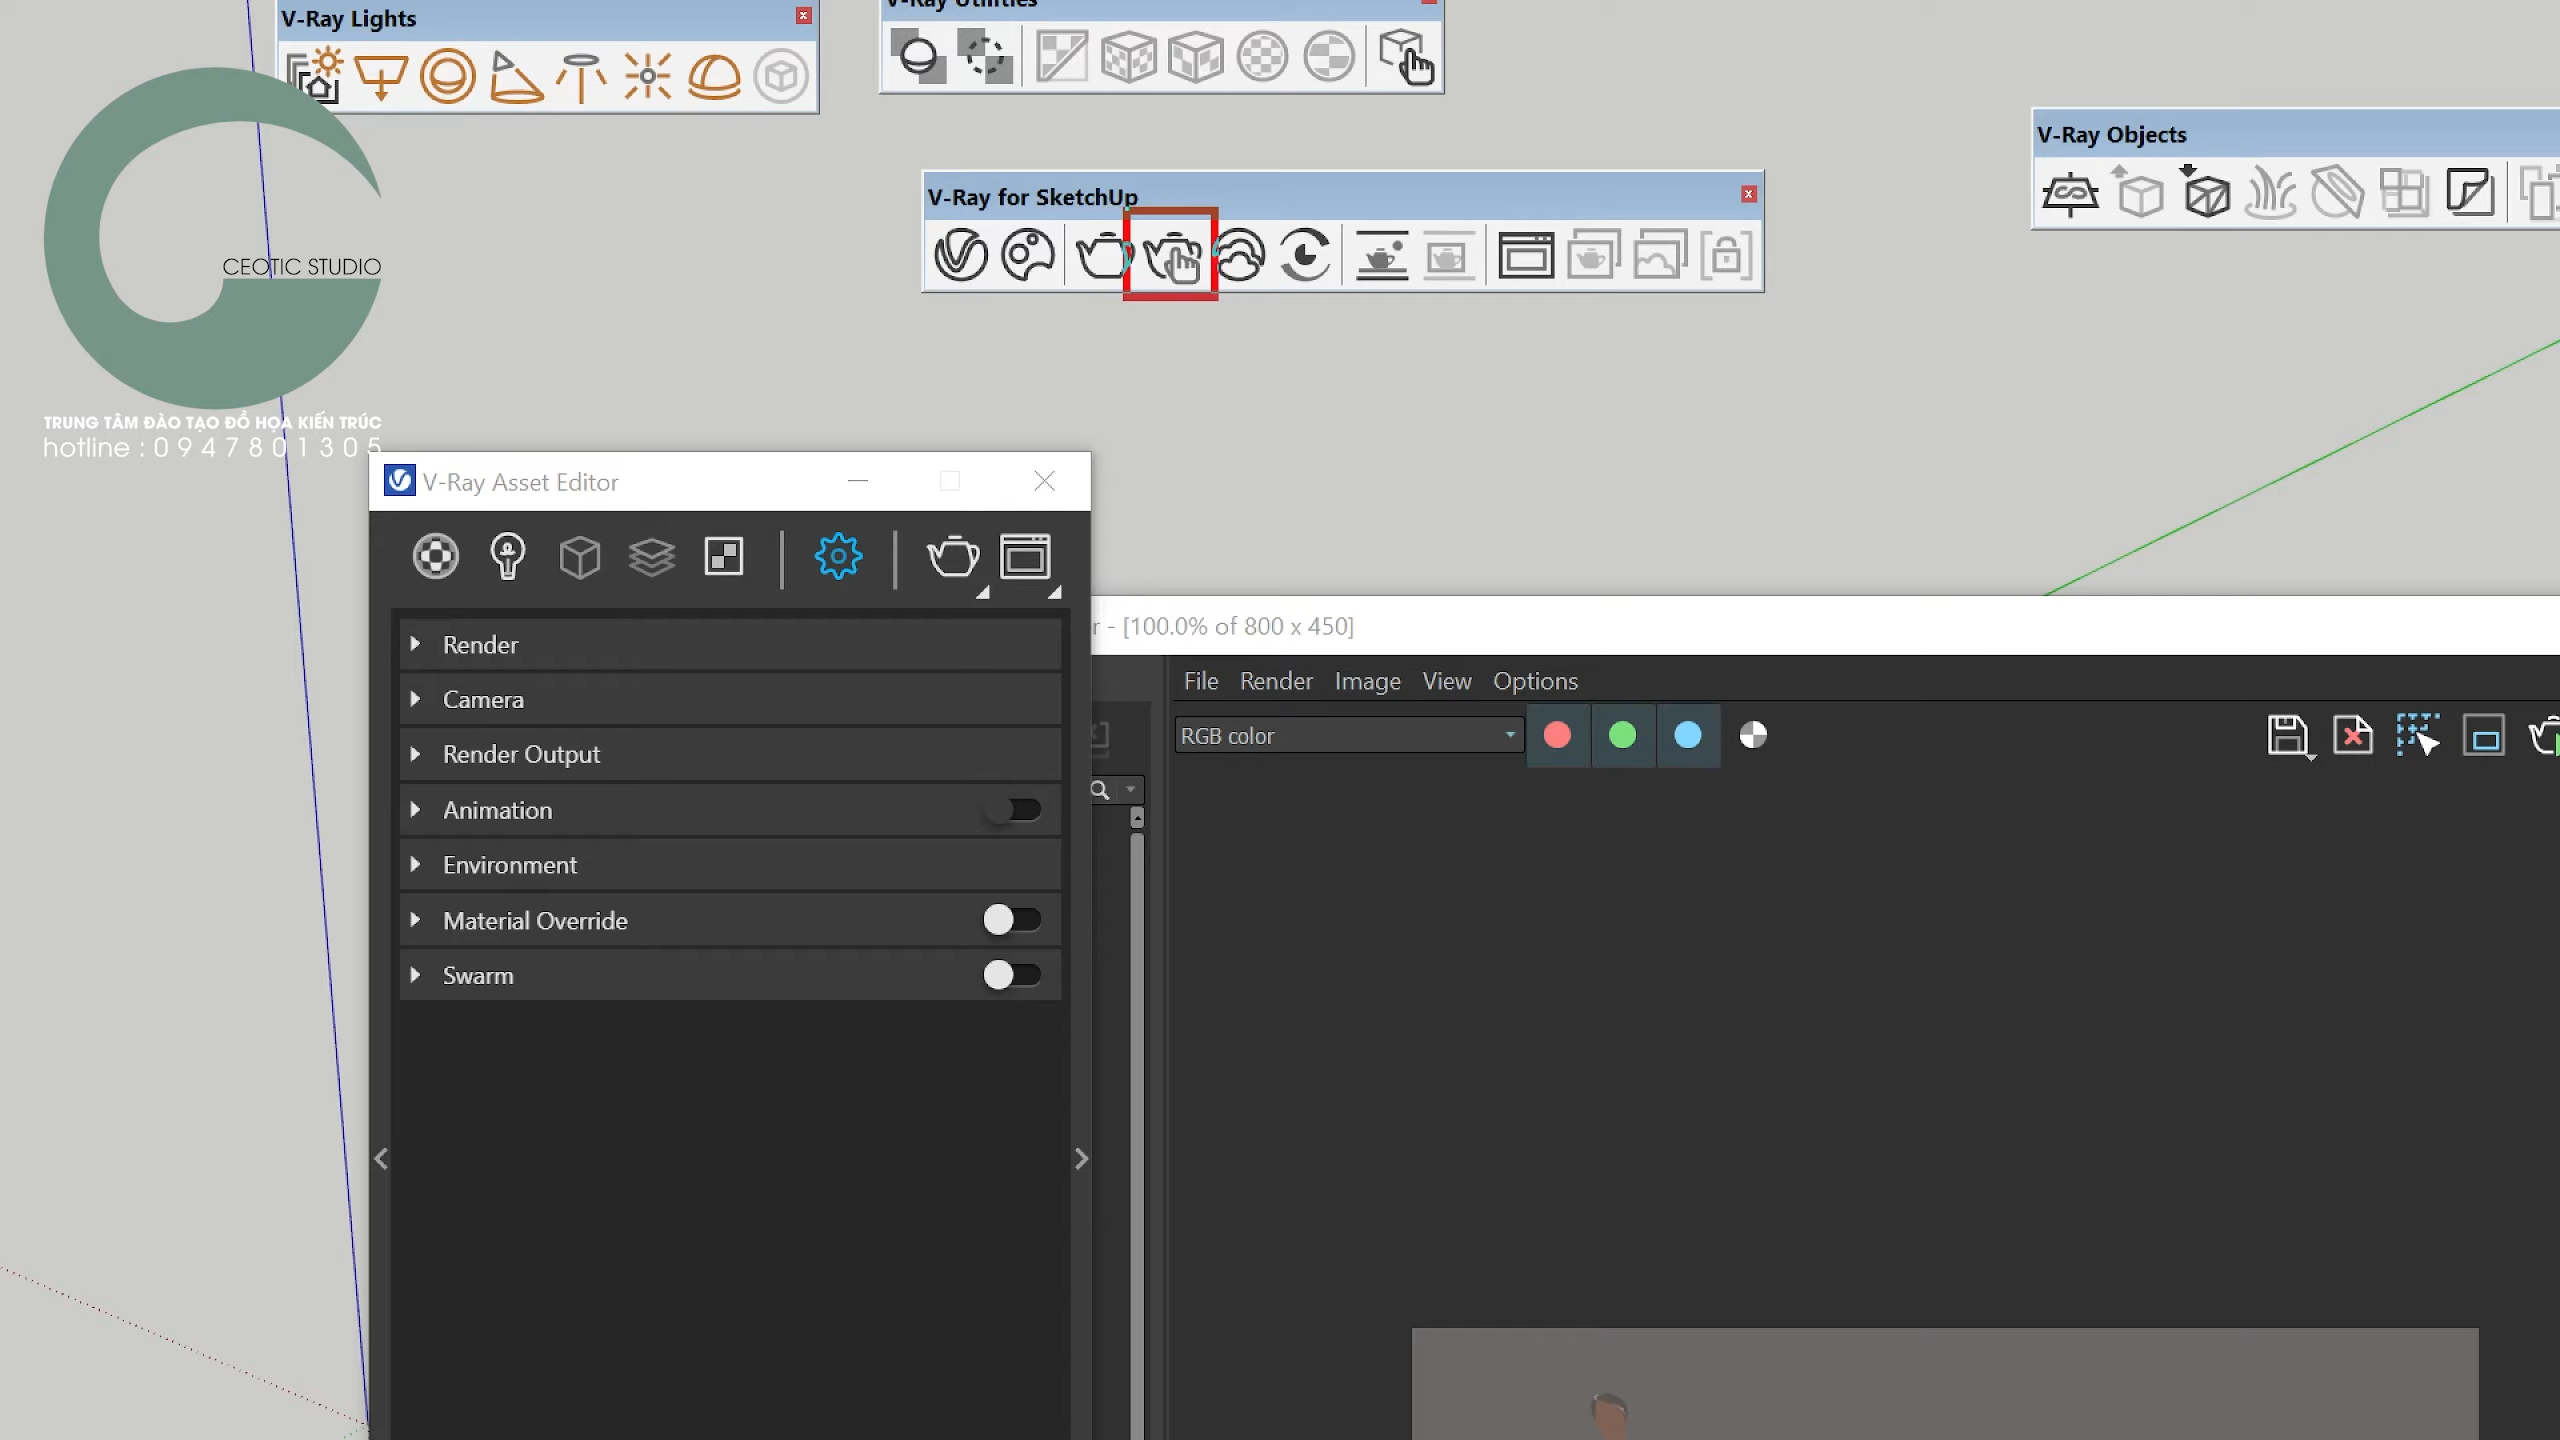 V-Ray Lights
V-Ray Utilities
V-Ray Objects
V-Ray for SketchUp
CEOTIC STUDIO
TRUNG TÂM ĐÀO TẠO ĐỒ HỌA KIẾN TRÚC
hotline : 0 9 4 7 8 0 1 3 0 5
V-Ray Asset Editor
r - [100.0% of 800 x 450]
Render
Camera
Render Output
Animation
Environment
Material Override
Swarm
File Render Image View Options
RGB color